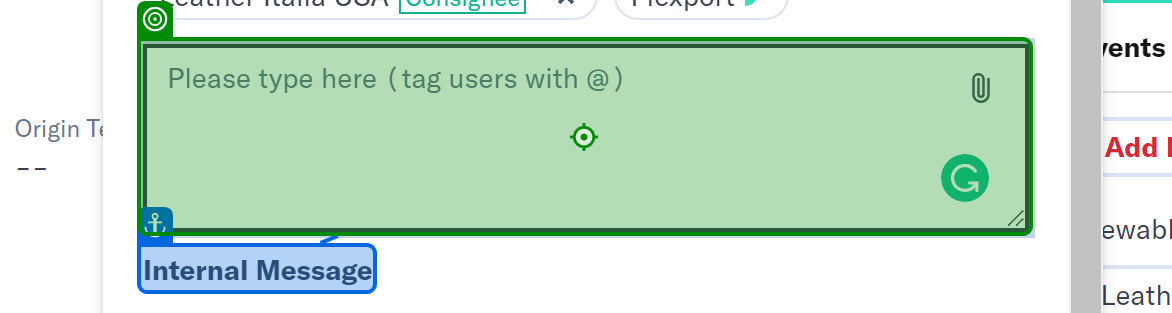 Leather Italia USA Consignee × Flexport
Please type here (tag users with @)
Internal Message
Origin Te
--
vents
Add
ewabl
Leath